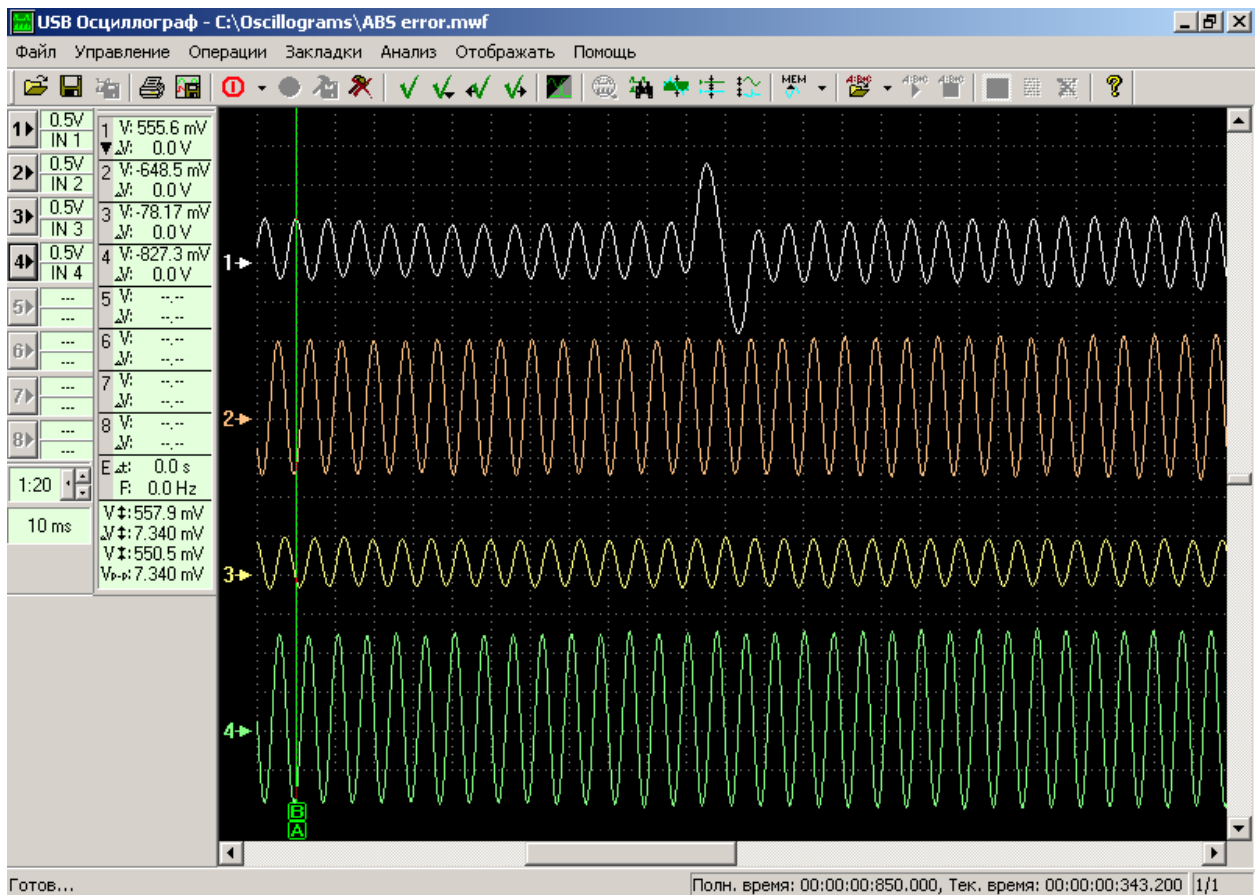 USB Осциллограф - C:\Oscillograms\ABS error.mwf
Файл Управление Операции Закладки Анализ Отображать Помощь
MEM
1▶ 0.5V IN 1
2▶ 0.5V IN 2
3▶ 0.5V IN 3
4▶ 0.5V IN 4
5▶ --- ---
6▶ --- ---
7▶ --- ---
8▶ --- ---
1:20
10 ms
1 V: 555.6 mV
▼ ⊿V: 0.0 V
2 V:-648.5 mV
⊿V: 0.0 V
3 V:-78.17 mV
⊿V: 0.0 V
4 V:-827.3 mV
⊿V: 0.0 V
5 V: --.--
⊿V: --.--
6 V: --.--
⊿V: --.--
7 V: --.--
⊿V: --.--
8 V: --.--
⊿V: --.--
E ⊿t: 0.0 s
F: 0.0 Hz
V↕:557.9 mV
⊿V↕:7.340 mV
V↕:550.5 mV
Vp-p:7.340 mV
1
2
3
4
B
A
Готов...
Полн. время: 00:00:00:850.000, Тек. время: 00:00:00:343.200
1/1